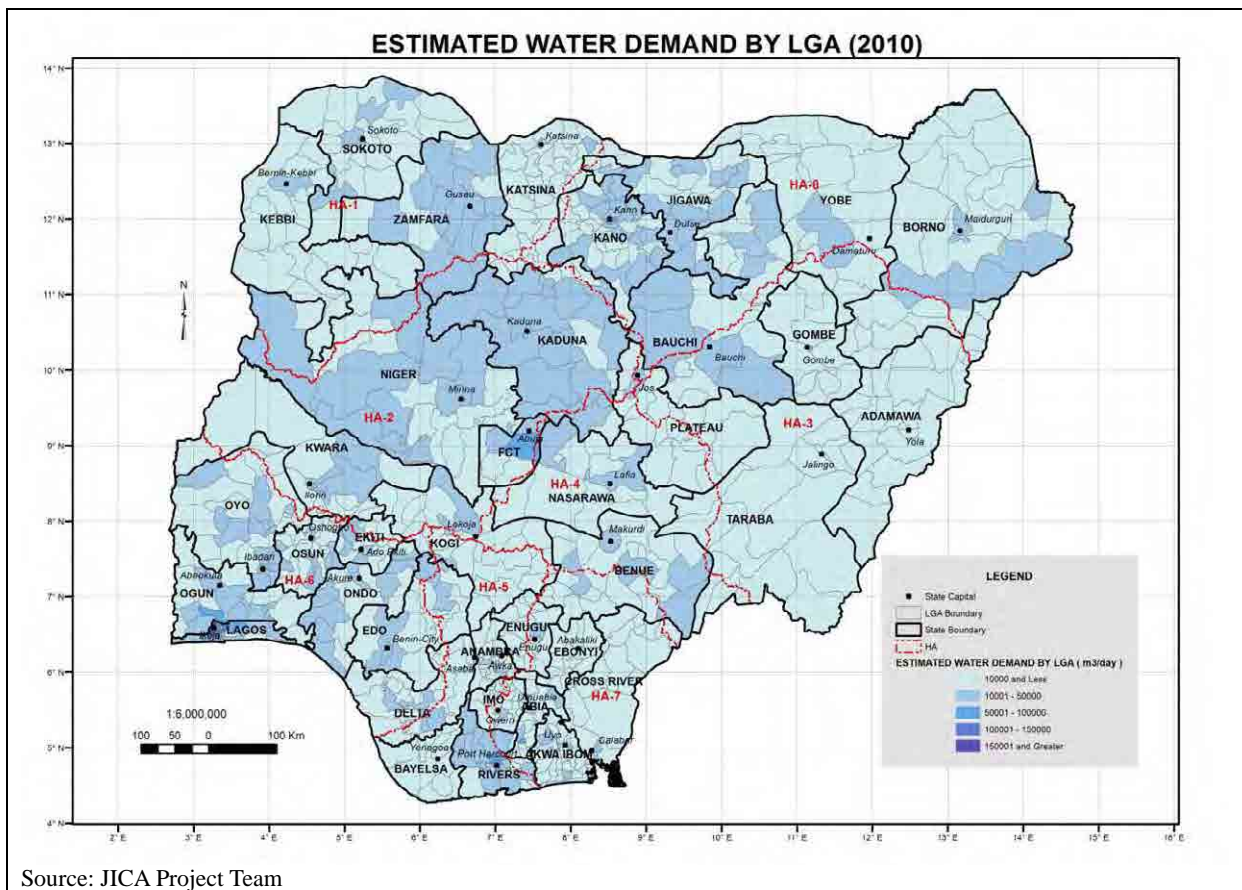 ESTIMATED WATER DEMAND BY LGA (2010)
14° N
13° N
12° N
11° N
10° N
9° N
8° N
7° N
6° N
5° N
4° N
2° E
3° E
4° E
5° E
6° E
7° E
8° E
9° E
10° E
11° E
12° E
13° E
14° E
15° E
16° E
N
Sokoto
SOKOTO
Katsina
KATSINA
KEBBI
HA-1
Gusau
ZAMFARA
Kano
KANO
JIGAWA
Dutse
YOBE
Damaturu
BORNO
Maiduguri
Kaduna
KADUNA
BAUCHI
Bauchi
GOMBE
Gombe
NIGER
Minna
HA-2
Jos
PLATEAU
HA-3
ADAMAWA
Yola
Jalingo
TARABA
KWARA
Ilorin
Abuja
FCT
HA-4
Lafia
NASARAWA
OYO
Oshogbo
OSUN
EKITI
Ado Ekiti
Lokoja
KOGI
Makurdi
BENUE
Ibadan
HA-6
Akure
ONDO
HA-5
Abeokuta
OGUN
LAGOS
Ikeja
EDO
Benin-City
ENUGU
Enugu
Abakaliki
EBONYI
ANAMBRA
Awka
Asaba
CROSS RIVER
HA-7
IMO
Owerri
Umuahia
ABIA
DELTA
Uyo
Calabar
AKWA IBOM
Yenegoa
BAYELSA
Port Harcourt
RIVERS
1:6,000,000
100 50 0 100 Km
LEGEND
State Capital
LGA Boundary
State Boundary
HA
ESTIMATED WATER DEMAND BY LGA ( m3/day )
10000 and Less
10001 - 50000
50001 - 100000
100001 - 150000
150001 and Greater
Source: JICA Project Team